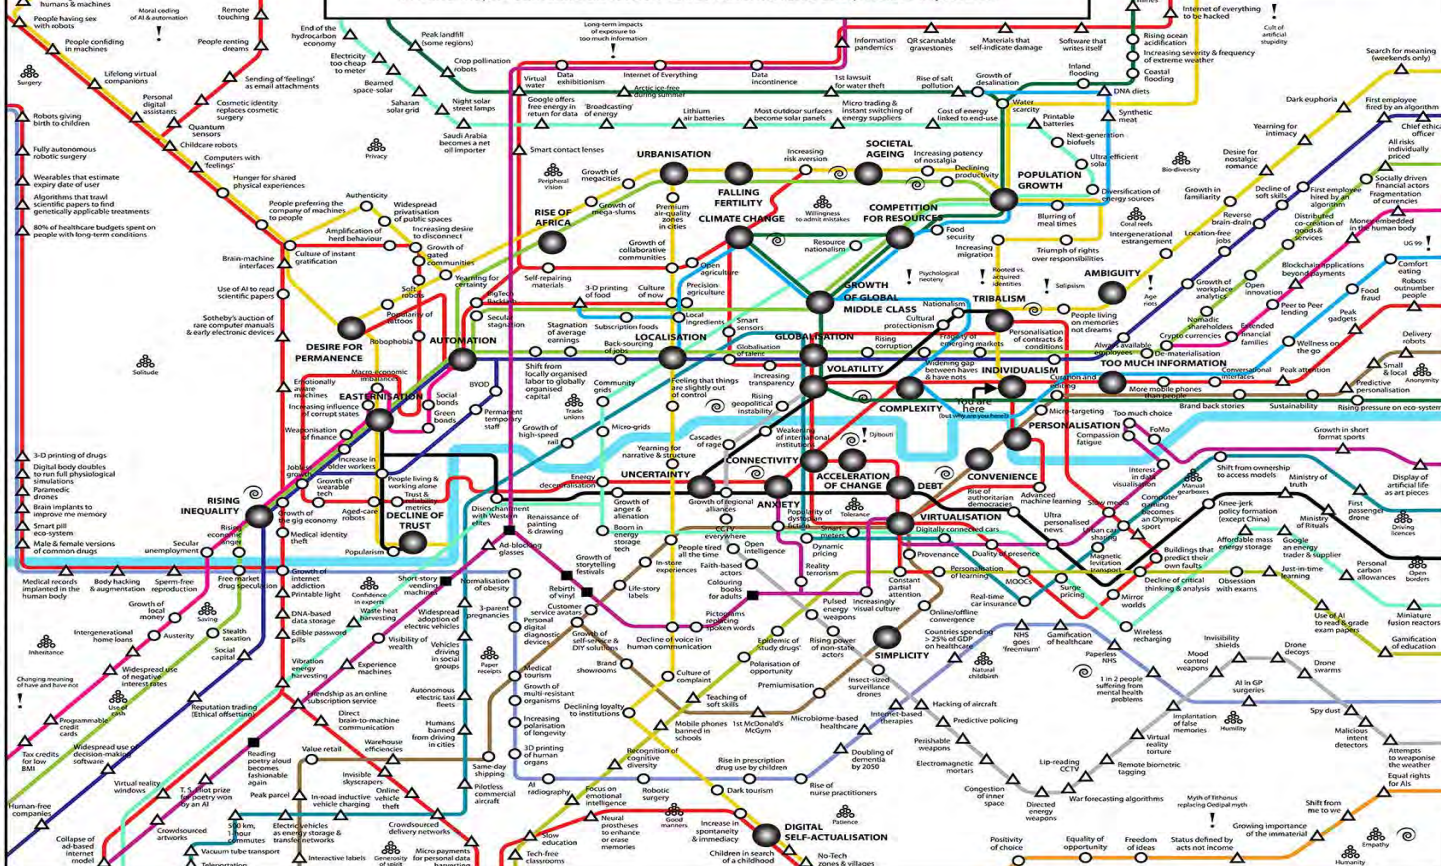 humans & machines
People having sex
with robots
People confiding
in machines
Lifelong virtual
companions
Personal
digital
assistants
Quantum
sensors
Childcare robots
Computers with
'feelings'
Hunger for shared
physical experiences
Moral coding
of AI & automation
Remote
touching
People renting
dreams
Sending of 'feelings'
as email attachments
Cosmetic identity
replaces cosmetic
surgery
Surgery
Robots giving
birth to children
Fully autonomous
robotic surgery
Wearables that estimate
expiry date of user
Algorithms that trawl
scientific papers to find
genetically applicable treatments
80% of healthcare budgets spent on
people with long-term conditions
End of the
hydrocarbon
economy
Electricity
too cheap
to meter
Beamed
space-solar
Saharan
solar grid
Peak landfill
(some regions)
Crop pollination
robots
Night solar
street lamps
Saudi Arabia
becomes a net
oil importer
Privacy
Long-term impacts
of exposure to
too much information
Information
pandemics
QR scannable
gravestones
Materials that
self-indicate damage
Software that
writes itself
Rising ocean
acidification
Increasing severity & frequency
of extreme weather
Internet of everything
to be hacked
Cult of
artificial
stupidity
Search for meaning
(weekends only)
Virtual
water
Data
exhibitionism
Internet of Everything
Data
incontinence
Arctic ice-free
during summer
1st lawsuit
for water theft
Rise of salt
pollution
Growth of
desalination
Inland
flooding
Coastal
flooding
DNA diets
Google offers
free energy in
return for data
'Broadcasting'
of energy
Lithium
air batteries
Most outdoor surfaces
become solar panels
Micro trading &
instant switching of
energy suppliers
Cost of energy
linked to end-use
Water
scarcity
Printable
batteries
Synthetic
meat
Next-generation
biofuels
Ultra efficient
solar
Diversification of
energy sources
Smart contact lenses
Peripheral
vision
Growth of
megacities
Growth of
mega-slums
URBANISATION
FALLING
FERTILITY
Increasing
risk aversion
SOCIETAL
AGEING
Increasing potency
of nostalgia
Declining
productivity
POPULATION
GROWTH
Bio-diversity
Dark euphoria
Yearning for
intimacy
Desire for
nostalgic
romance
First employee
fired by an algorithm
Chief ethics
officer
All risks
individually
priced
Socially driven
financial actors
Fragmentation
of currencies
Money embedded
in the human body
People preferring the
company of machines
to people
Authenticity
Widespread
privatisation
of public spaces
Amplification of
herd behaviour
Increasing desire
to disconnect
Culture of instant
gratification
Growth of
gated
communities
Brain-machine
interfaces
Use of AI to read
scientific papers
Sotheby's auction of
rare computer manuals
& early electronic devices
Soft
robots
Popularity of
tattoos
Robophobia
Yearning for
certainty
BigTech
Backlash
Secular
stagnation
RISE OF
AFRICA
Premium
air-quality
zones
in cities
CLIMATE CHANGE
Willingness
to admit mistakes
COMPETITION
FOR RESOURCES
Resource
nationalism
Food
security
Increasing
migration
Blurring of
meal times
Coral reefs
Triumph of rights
over responsibilities
Intergenerational
estrangement
Growth in
familiarity
Reverse
brain-drain
Location-free
jobs
Decline of
skills
First employee
hired by an
algorithm
Distributed
co-creation of
goods &
services
Growth of
collaborative
communities
Open
agriculture
Self-repairing
materials
3-D printing
of food
Culture
of now
Precision
agriculture
Local
ingredients
Smart
sensors
Stagnation
of average
earnings
Subscription foods
Back-sourcing
of jobs
Globalisation
of talent
Psychological
neoteny
Rooted vs.
acquired
identities
Solipsism
AMBIGUITY
Age
riots
Growth of
workplace
analytics
Open
innovation
Blockchain applications
beyond payments
UG 99
Comfort
eating
Food
fraud
Peer to Peer
lending
Robots
outnumber
people
Peak
gadgets
Delivery
robots
Nomadic
shareholders
Extended
financial
families
Crypto currencies
Wellness on
the go
DESIRE FOR
PERMANENCE
AUTOMATION
LOCALISATION
GLOBALISATION
GROWTH
OF GLOBAL
MIDDLE CLASS
Nationalism
TRIBALISM
Cultural
protectionism
Rising
corruption
Fragility of
emerging markets
Personalisation
of contracts &
conditions
People living
on memories
not dreams
Always available
employees
De-materialisation
TOO MUCH INFORMATION
Conversational
interfaces
Peak attention
Small
& local
Anonymity
Predictive
personalisation
Solitude
Macro-economic
imbalances
Emotionally
aware
machines
EASTERNISATION
Increasing influence
of corrupt states
Weaponisation
of finance
Social
bonds
Green
bonds
BYOD
Permanent
temporary
staff
Shift from
locally organised
labor to globally
organised
capital
Community
grids
Trade
unions
Feeling that things
are slightly out
of control
Increasing
transparency
Rising
geopolitical
instability
VOLATILITY
Widening gap
between haves
& have nots
INDIVIDUALISM
COMPLEXITY
You are
here
(but why are you here?)
Curation and
editing
Micro-targeting
More mobile phones
than people
Brand back stories
Sustainability
Rising pressure on eco-system
Too much choice
Compassion
fatigue
FoMo
Growth in short
format sports
3-D printing of drugs
Digital body doubles
to run full physiological
simulations
Paramedic
drones
Brain implants to
improve me memory
Smart pill
eco-system
Male & female versions
of common drugs
Growth of
high-speed
rail
Micro-grids
Cascades
of rage
Weakening
of international
institutions
Djibouti
PERSONALISATION
Yearning for
narrative & structure
UNCERTAINTY
CONNECTIVITY
ACCELERATION
OF CHANGE
CONVENIENCE
ANXIETY
DEBT
Jobless
growth
Increase in
older workers
Growth of
wearable
tech
People living &
working alone
Trust &
reliability
metrics
Aged-care
robots
DECLINE OF
TRUST
Populism
RISING
INEQUALITY
Rising
economic
anger
Secular
unemployment
Growth of
the gig economy
Medical identity
theft
Energy
decentralisation
Disenchantment
with Western
elites
Renaissance of
painting
& drawing
Growth of
anger &
alienation
Growth of regional
alliances
Boom in
energy
storage
tech
CCTV
everywhere
Popularity of
dystopian
fiction
Smart
meters
Tolerance
VIRTUALISATION
Rise of
authoritarian
democracies
Advanced
machine learning
Digitally connected cars
Ultra
personalised
news
Slow media
Urban car
sharing
Interest in
data
visualisation
Computer
gaming
becomes
an Olympic
sport
Manual
gearboxes
Shift from ownership
to access models
Ministry of
truth
Knee-jerk
policy formation
(except China)
Ministry
of Rituals
First
passenger
drone
Display of
artificial life
as art pieces
Driving
licences
Affordable mass
energy storage
Google an
energy
trader & supplier
Medical records
implanted in the
human body
Body hacking
& augmentation
Sperm-free
reproduction
Free market
drug speculation
Growth of
internet
addiction
Printable light
Ad-blocking
glasses
Growth of
storytelling
festivals
Rebirth
of vinyl
People tired
all the time
In-store
experiences
Open
intelligence
Faith-based
actors
Dynamic
pricing
Reality
terrorism
Provenance
Duality of presence
Personalisation
of learning
MOOCs
Magnetic
levitation
transport
Buildings that
predict their
own faults
Decline of critical
thinking & analysis
Obsession
with exams
Just-in-time
learning
Personal
carbon
allowances
Open
borders
Short-story
vending
machines
Normalisation
of obesity
Confidence
in experts
Waste heat
harvesting
Widespread
adoption of
electric vehicles
3-parent
pregnancies
Customer
service avatars
Life-story
labels
Colouring
books
for adults
Pictograms
replacing
spoken words
Constant
partial
attention
Increasingly
visual culture
Pulsed
energy
weapons
Online/offline
convergence
Real-time
car insurance
Surge
pricing
Mirror
worlds
Wireless
recharging
Use of AI
to read & grade
exam papers
Miniature
fusion reactors
Gamification
of education
Growth of
local
money
Saving
Intergenerational
home loans
Austerity
Stealth
taxation
DNA-based
data storage
Edible password
pills
Social
capital
Inheritance
Visibility of
wealth
Vibration
energy
harvesting
Experience
machines
Vehicles
driving
in social
groups
Paper
receipts
Personal
digital
diagnostic
devices
Growth of
self-service &
DIY solutions
Decline of voice in
human communication
Epidemic of
'study drugs'
Rising power
of non-state
actors
SIMPLICITY
Countries spending
> 25% of GDP
on healthcare
NHS
goes
'freemium'
Gamification
of healthcare
Paperless
NHS
Natural
childbirth
Invisibility
shields
Mood
control
weapons
Drone
decoys
Drone
swarms
Changing meaning
of have and have not
Widespread use
of negative
interest rates
Use of
cash
Programmable
credit
cards
Tax credits
for low
BMI
Reputation trading
(Ethical offsetting)
Friendship as an online
subscription service
Direct
brain-to-machine
communication
Autonomous
electric taxi
fleets
Medical
tourism
Growth of
multi-resistant
organisms
Brand
showrooms
Culture of
complaint
Declining loyalty
to institutions
Polarisation of
opportunity
Premiumisation
Teaching of
soft skills
Insect-sized
surveillance
drones
1 in 2 people
suffering from
mental health
problems
AI in GP
surgeries
Widespread use of
decision-making
software
Reading
poetry aloud
becomes
fashionable
again
Value retail
Warehouse
efficiencies
Humans
banned
from driving
in cities
Increasing
polarisation
of longevity
Mobile phones
banned in
schools
1st McDonald's
McGym
Microbiome-based
healthcare
Internet-based
therapies
Hacking of aircraft
Predictive policing
Implantation
of false
memories
Humility
Spy dust
Malicious
intent
detectors
Attempts
to weaponise
the weather
Virtual reality
windows
Invisible
skyscrapers
Same-day
shipping
3D printing
of human
organs
Recognition of
cognitive
diversity
Doubling of
dementia
by 2050
Perishable
weapons
Electromagnetic
mortars
Virtual
reality
torture
Lip-reading
CCTV
Remote biometric
tagging
T. S. Eliot prize
for poetry won
by an AI
Peak parcel
In-road inductive
vehicle charging
Online
vehicle
theft
Pilotless
commercial
aircraft
AI
radiography
Focus on
emotional
intelligence
Robotic
surgery
Rise in prescription
drug use by children
Dark tourism
Rise of
nurse practitioners
Congestion
of inner
space
Directed
energy
weapons
War forecasting algorithms
Myth of Tithonus
replacing Oedipal myth
Equal rights
for AIs
Shift from
me to we
Human-free
companies
Crowdsourced
artworks
Collapse of
ad-based
internet
model
500 km,
1-hour
commutes
Electric vehicles
as energy storage &
transfer networks
Crowdsourced
delivery networks
Vacuum tube transport
Interactive labels
Generosity
of spirit
Micro payments
for personal data
Slow
education
Tech-free
classrooms
Neural
prostheses
to enhance
or erase
memories
Good
manners
Increase in
spontaneity
& immediacy
Children in search
of a childhood
DIGITAL
SELF-ACTUALISATION
No-Tech
zones & villages
Patience
Positivity
of choice
Equality of
opportunity
Freedom
of ideas
Status defined by
acts not income
Growing importance
of the immaterial
Empathy
Humanity